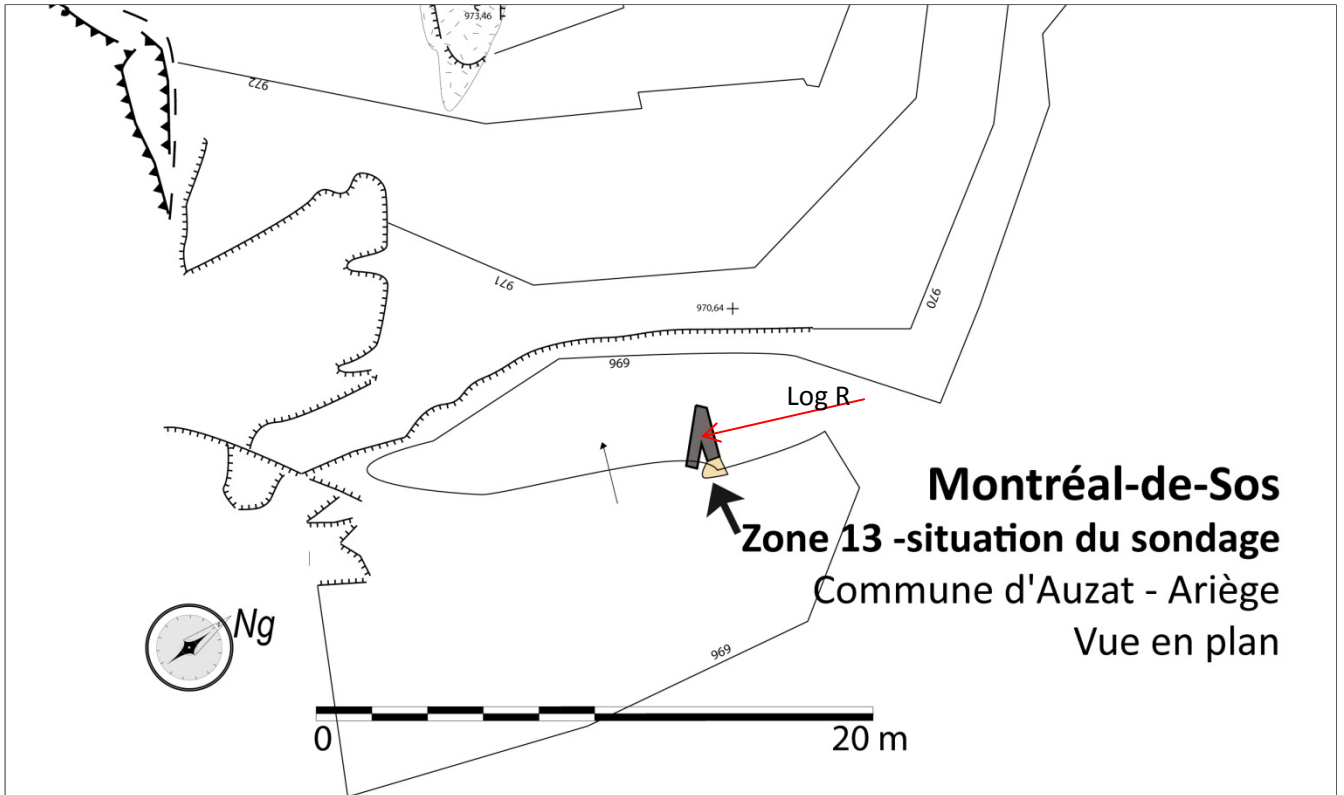 973,46
972
971
970,64
970
969
Log R
Montréal-de-Sos
Zone 13 -situation du sondage
Commune d'Auzat - Ariège
Vue en plan
Ng
969
0
20 m